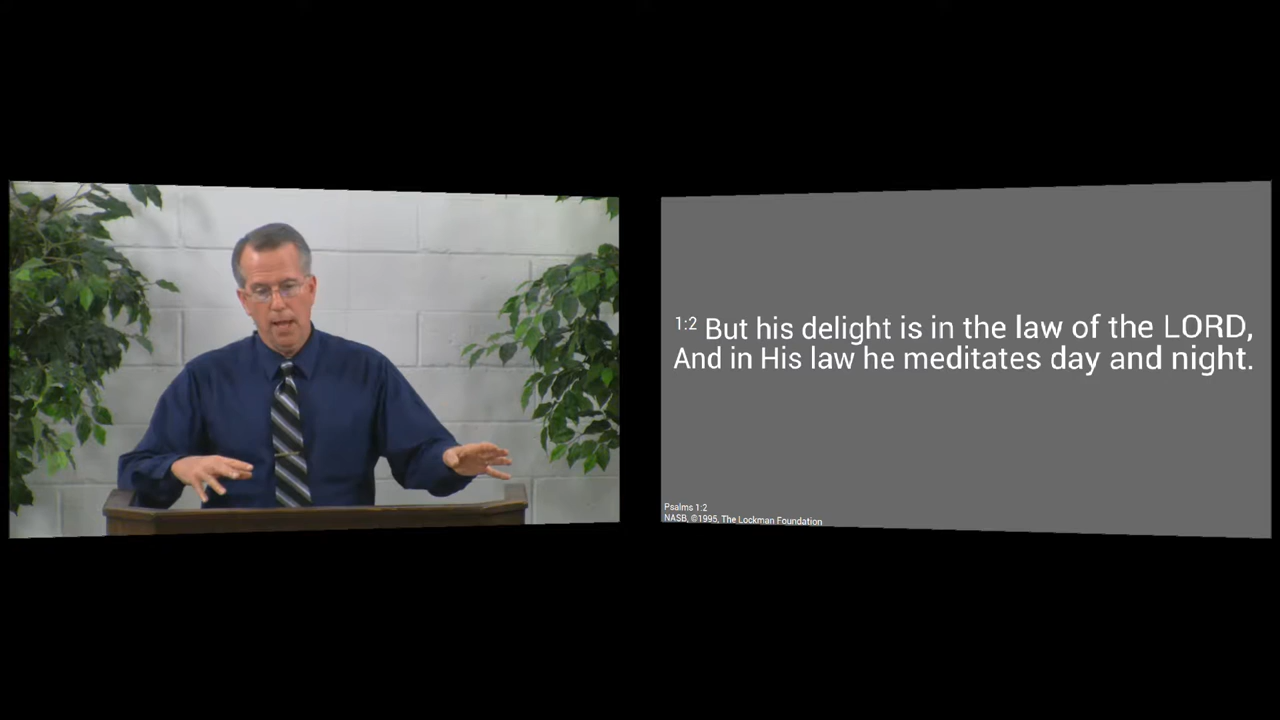 1:2 But his delight is in the law of the LORD,
And in His law he meditates day and night.
Psalms 1:2
NASB, ©1995, The Lockman Foundation